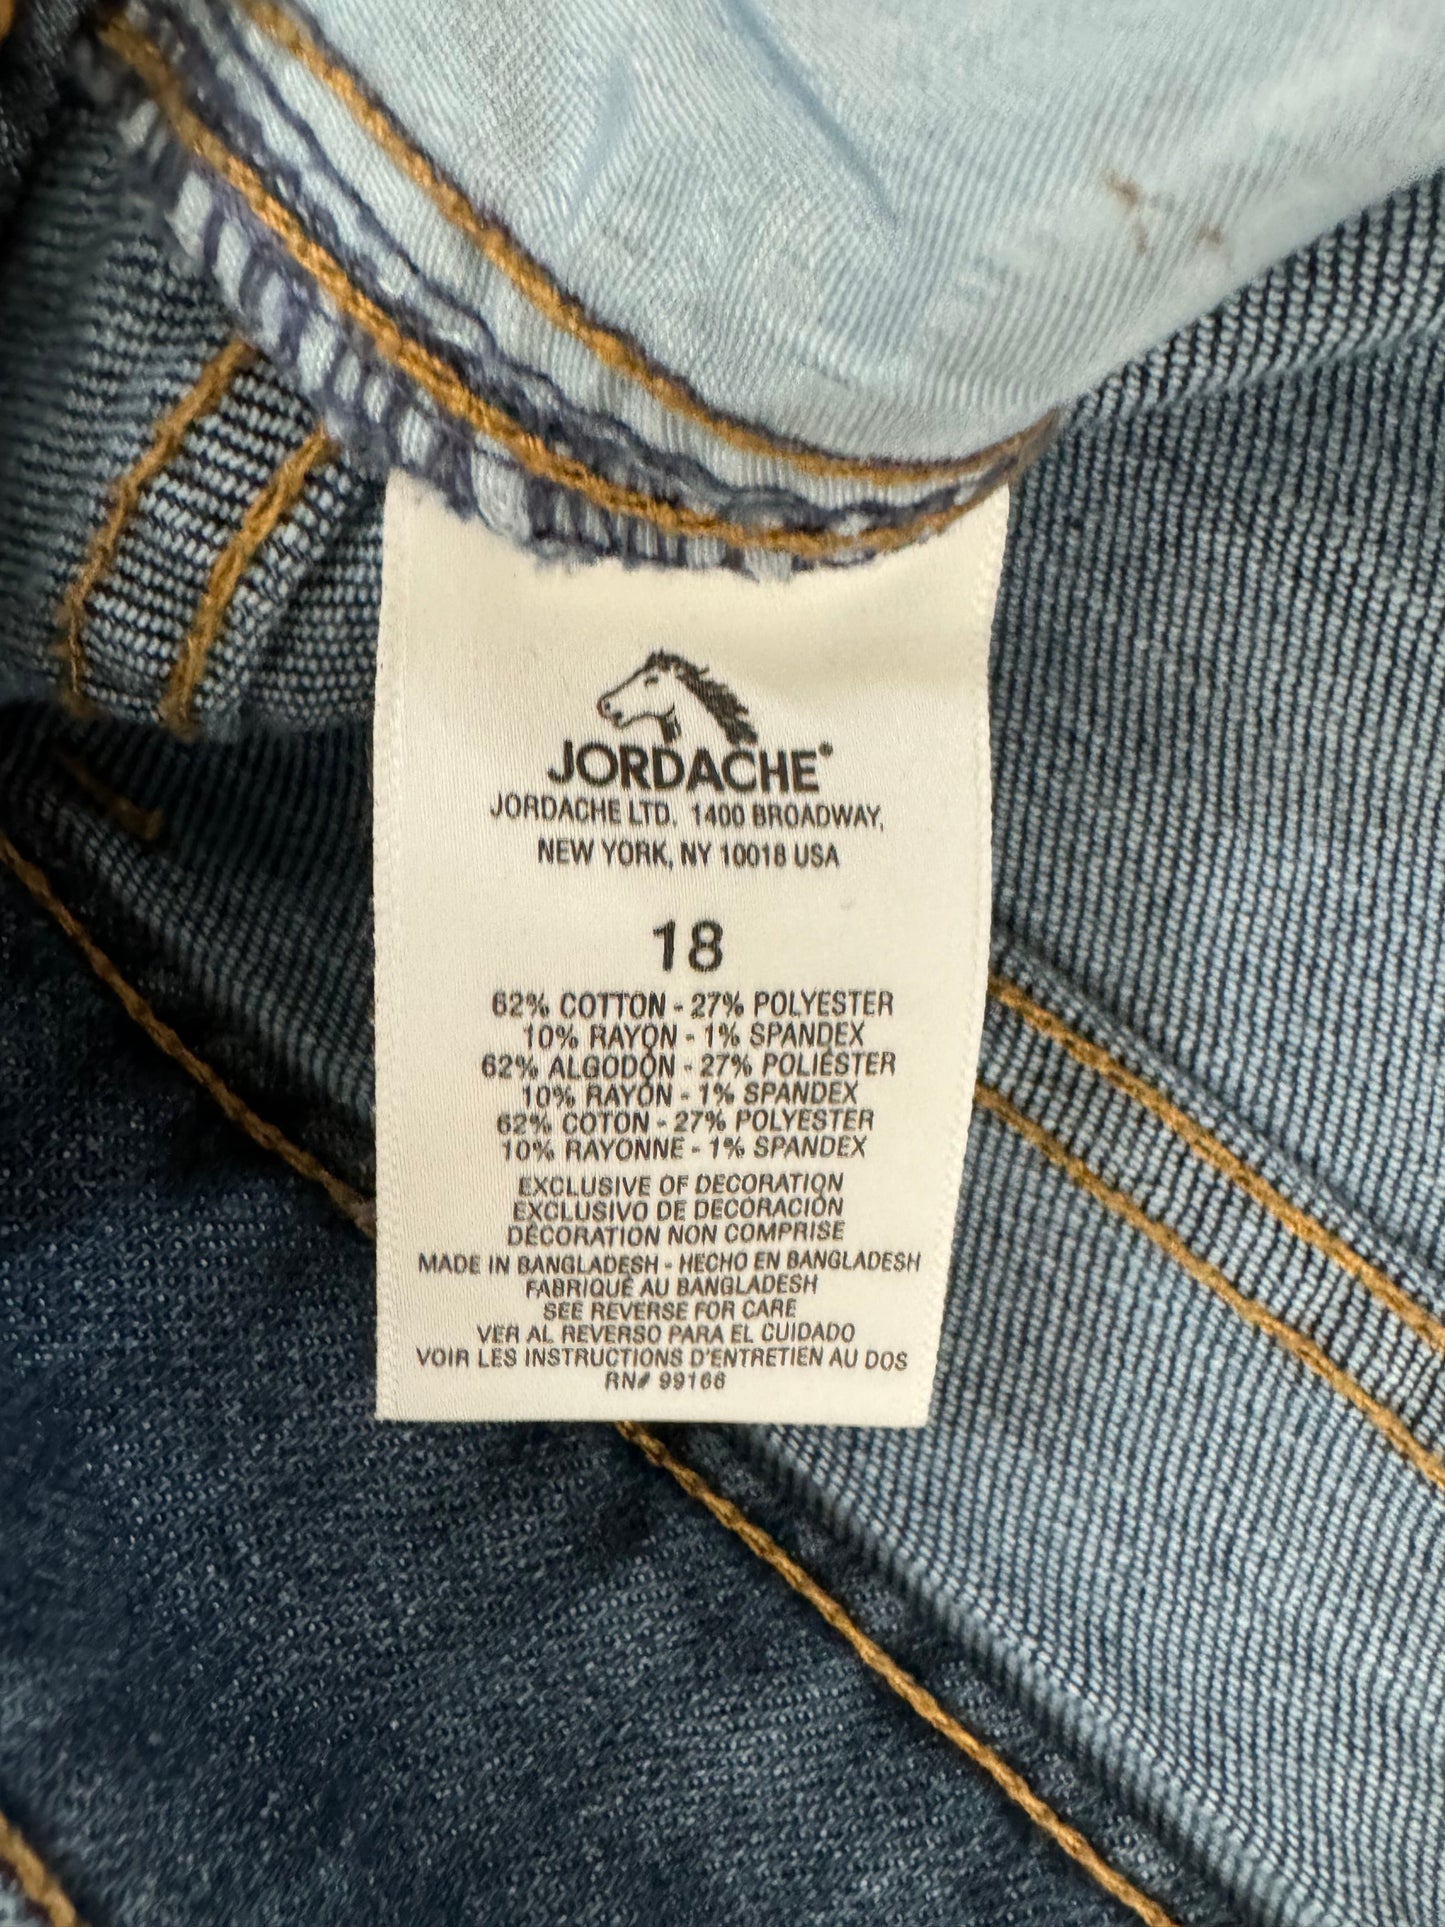 JORDACHE®
JORDACHE LTD. 1400 BROADWAY,
NEW YORK, NY 10018 USA
18
62% COTTON - 27% POLYESTER
10% RAYON - 1% SPANDEX
62% ALGODÓN - 27% POLIÉSTER
10% RAYÓN - 1% SPANDEX
62% COTON - 27% POLYESTER
10% RAYONNE - 1% SPANDEX
EXCLUSIVE OF DECORATION
EXCLUSIVO DE DECORACIÓN
DÉCORATION NON COMPRISE
MADE IN BANGLADESH - HECHO EN BANGLADESH
FABRIQUÉ AU BANGLADESH
SEE REVERSE FOR CARE
VER AL REVERSO PARA EL CUIDADO
VOIR LES INSTRUCTIONS D'ENTRETIEN AU DOS
RN# 99166